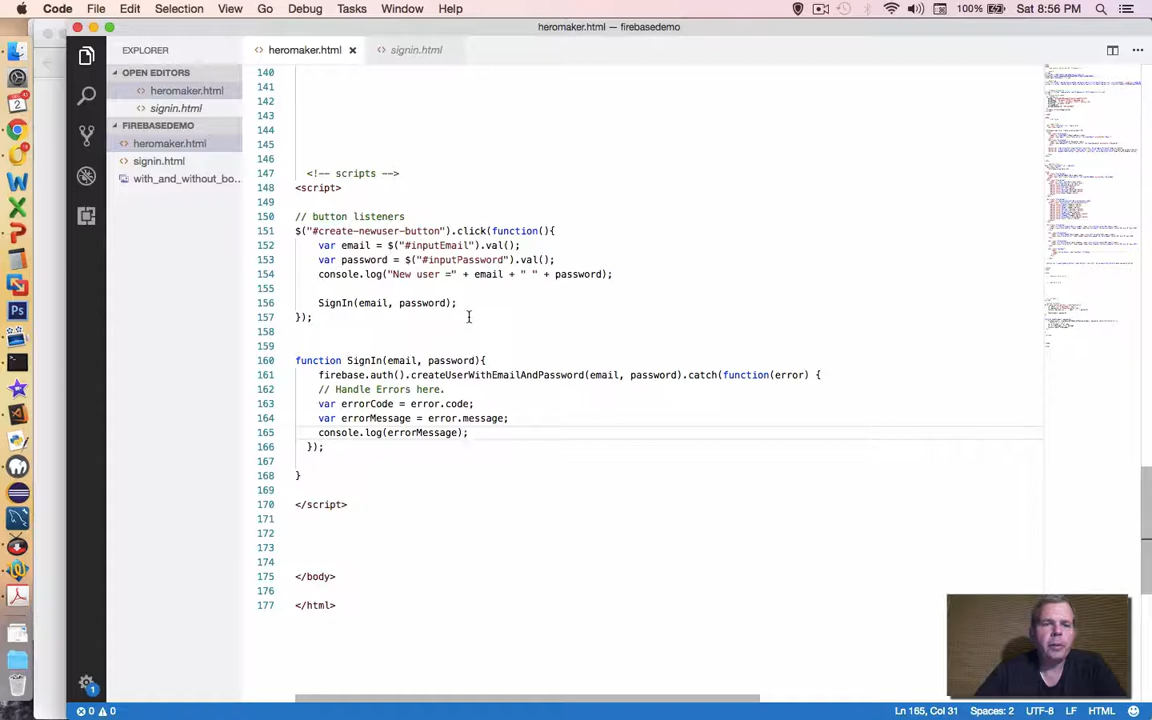 Code File Edit Selection View Go Debug Tasks Window Help 100% Sat 8:56 PM
heromaker.html — firebasedemo
EXPLORER heromaker.html signin.html
OPEN EDITORS
heromaker.html
signin.html
FIREBASEDEMO
heromaker.html
signin.html
with_and_without_bo...
140
141
142
143
144
145
146
147 <!-- scripts -->
148 <script>
149
150 // button listeners
151 $("#create-newuser-button").click(function(){
152 var email = $("#inputEmail").val();
153 var password = $("#inputPassword").val();
154 console.log("New user =" + email + " " + password);
155
156 SignIn(email, password);
157 });
158
159
160 function SignIn(email, password){
161 firebase.auth().createUserWithEmailAndPassword(email, password).catch(function(error) {
162 // Handle Errors here.
163 var errorCode = error.code;
164 var errorMessage = error.message;
165 console.log(errorMessage);
166 });
167
168 }
169
170 </script>
171
172
173
174
175 </body>
176
177 </html>
1
0 0 Ln 165, Col 31 Spaces: 2 UTF-8 LF HTML